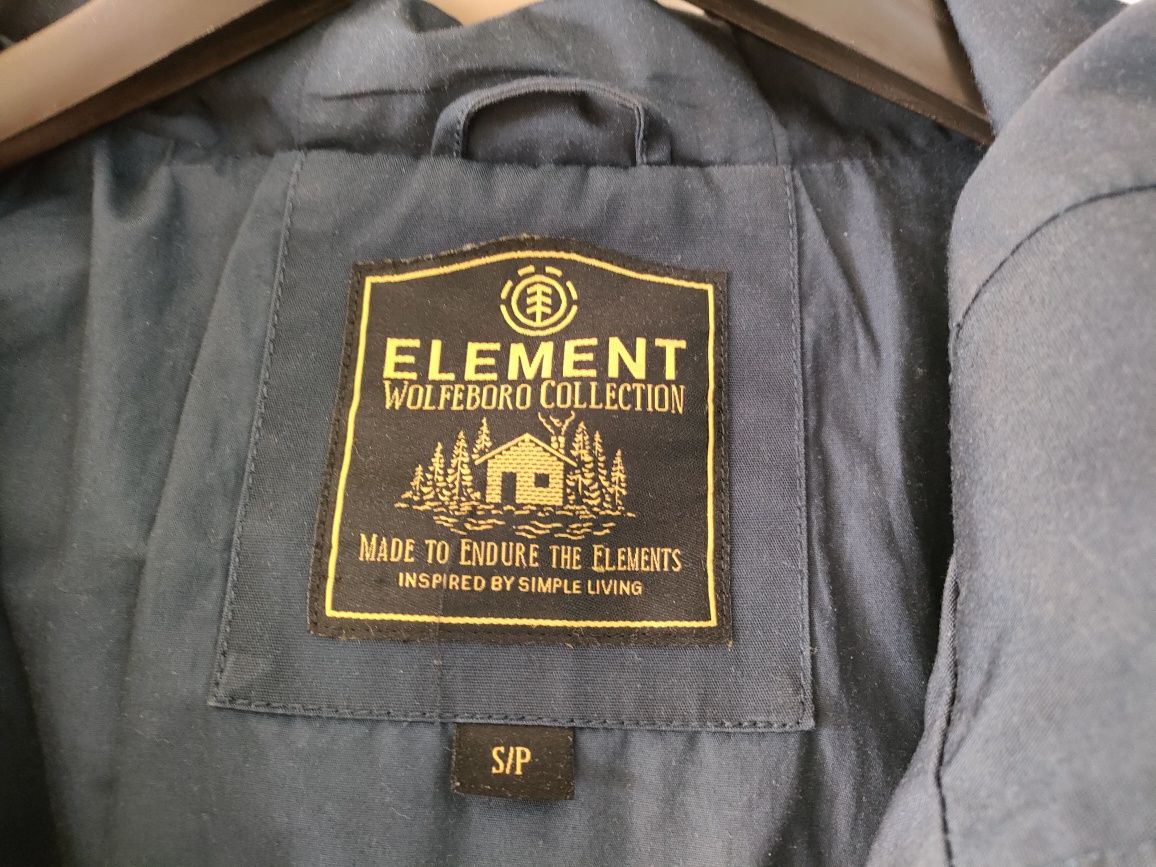 ELEMENT
WOLFEBORO COLLECTION
MADE TO ENDURE THE ELEMENTS
INSPIRED BY SIMPLE LIVING
S/P